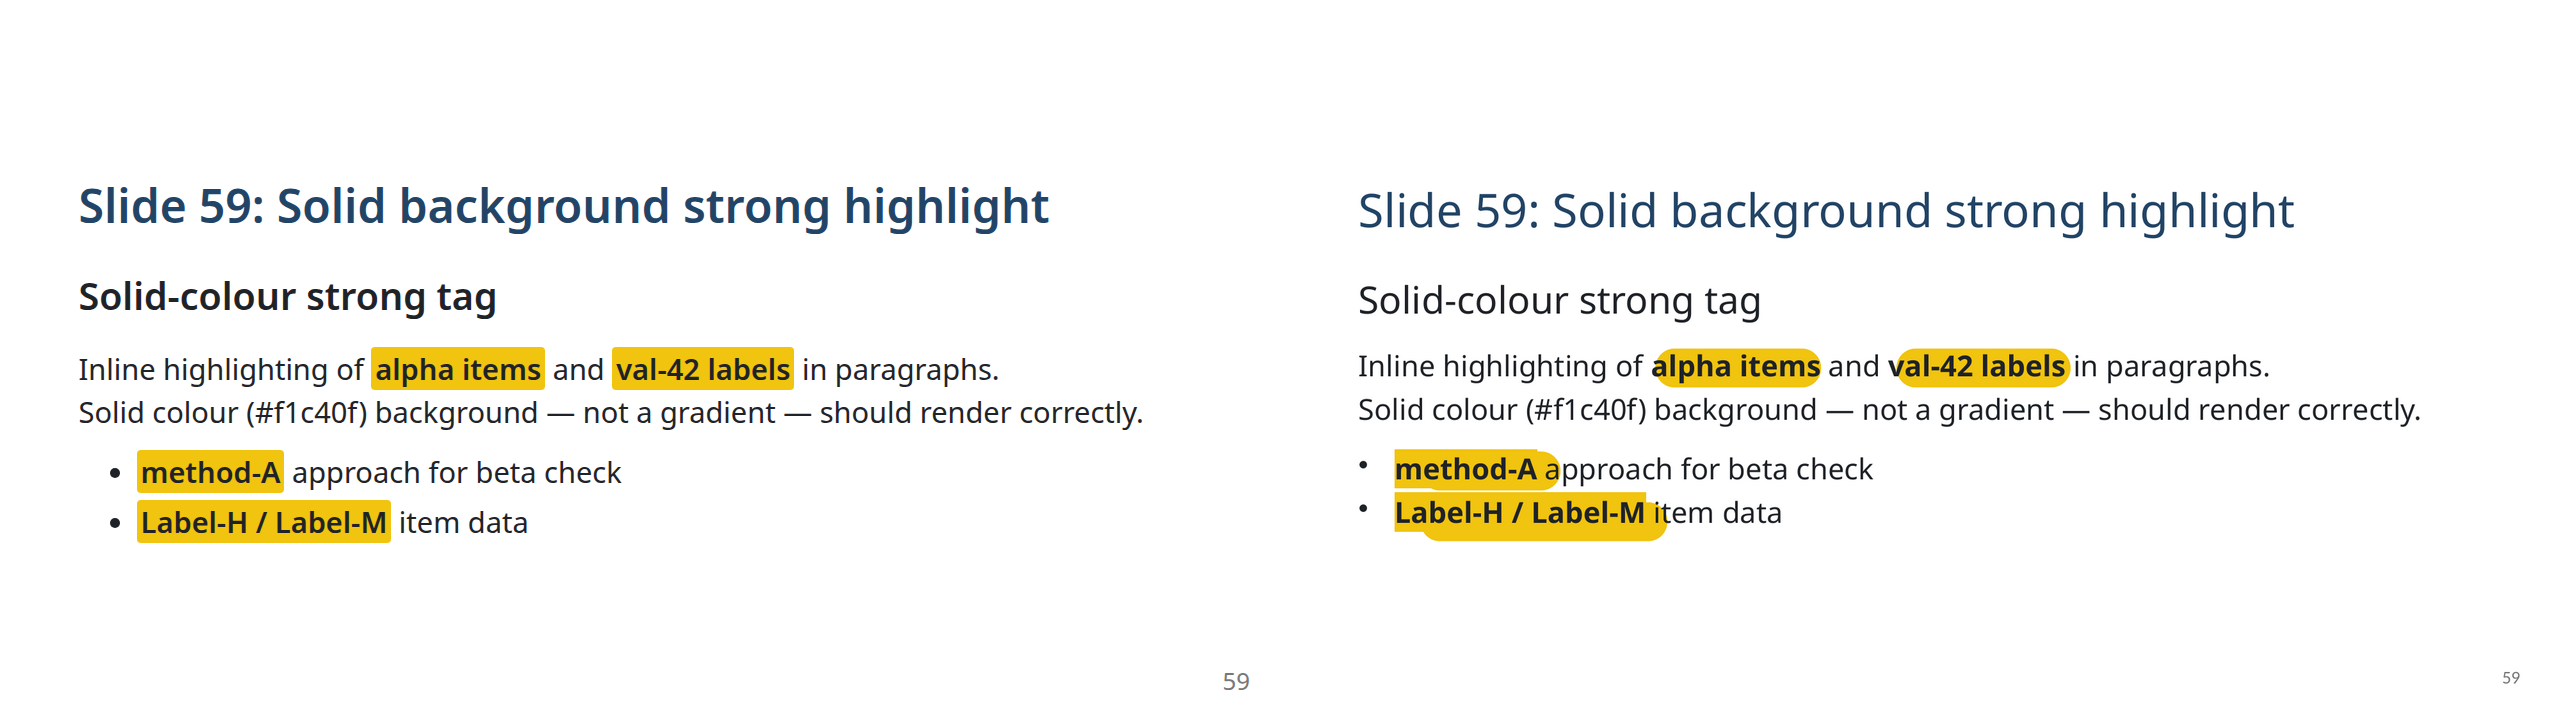 Slide 59: Solid background strong highlight
Solid-colour strong tag
Inline highlighting of alpha items and val-42 labels in paragraphs.
Solid colour (#f1c40f) background — not a gradient — should render correctly.
• method-A approach for beta check
• Label-H / Label-M item data
59
Slide 59: Solid background strong highlight
Solid-colour strong tag
Inline highlighting of alpha items and val-42 labels in paragraphs.
Solid colour (#f1c40f) background — not a gradient — should render correctly.
• method-A approach for beta check
• Label-H / Label-M item data
59